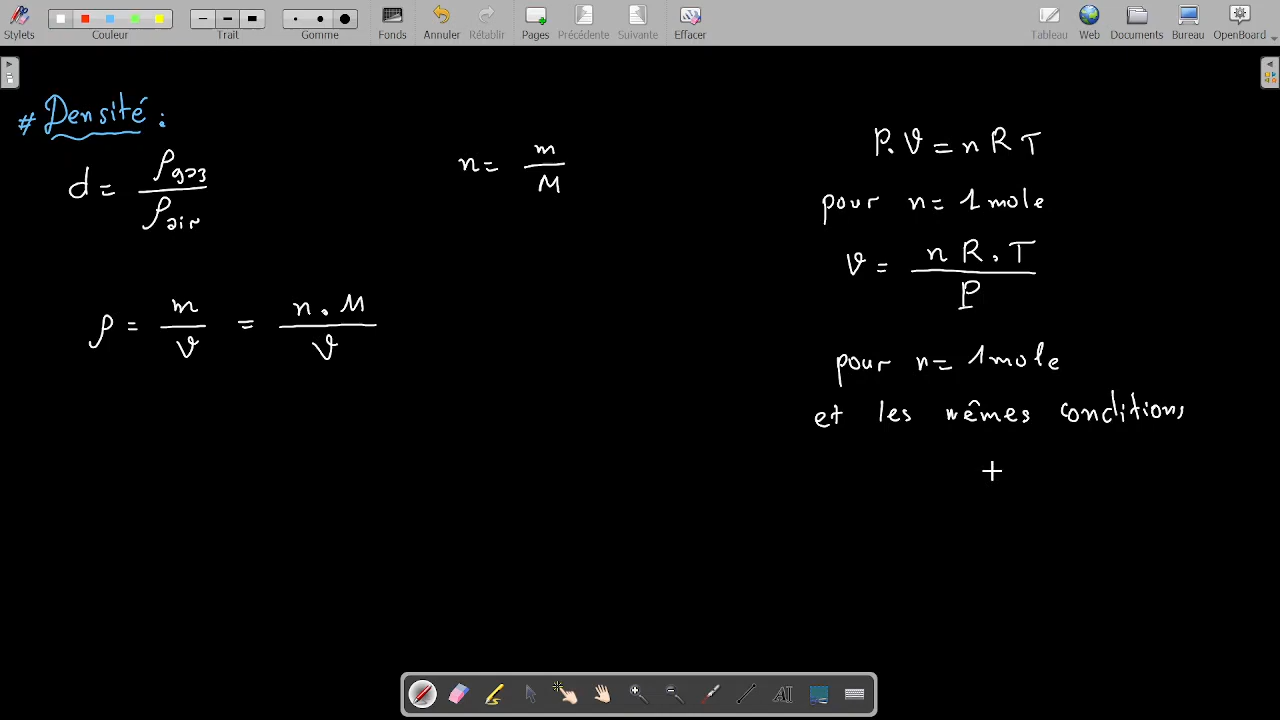 Stylets Couleur Trait Gomme Fonds Annuler Rétablir Pages Précédente Suivante Effacer Tableau Web Documents Bureau OpenBoard
# Densité :
d = ρgaz / ρair
n = m / M
ρ = m / V = n . M / V
P. V = n R T
pour n = 1 mole
V = n R . T / P
pour n = 1 mole
et les mêmes conditions